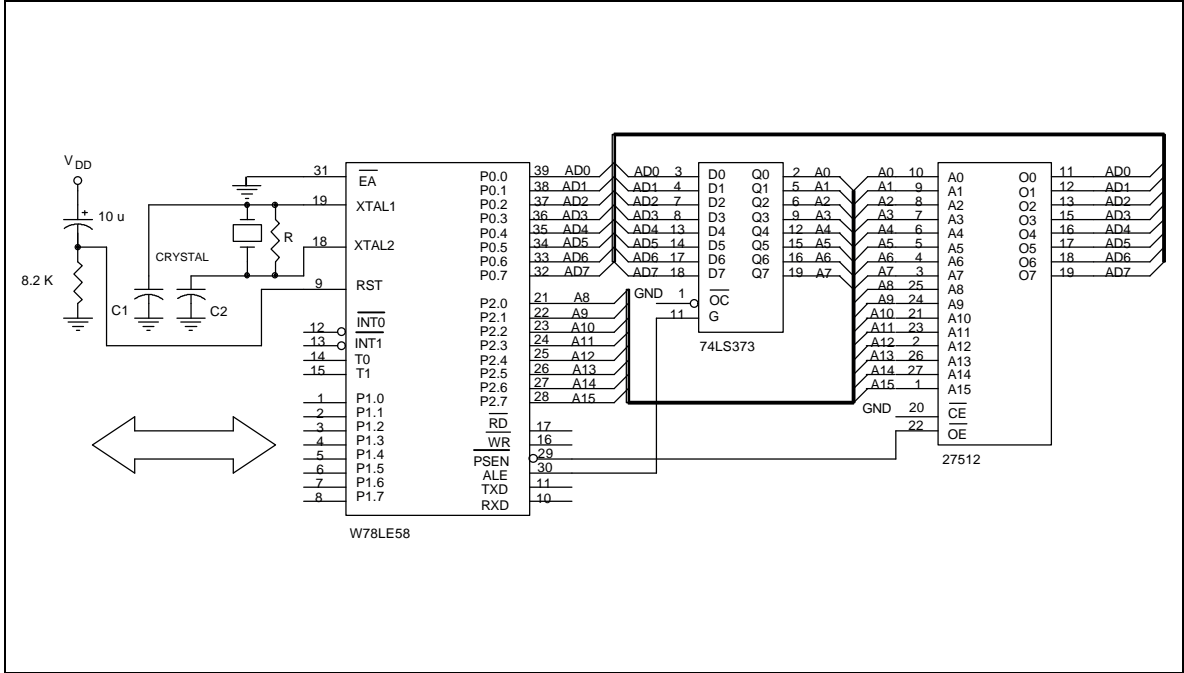 V DD
10 u
8.2 K
CRYSTAL
C1
C2
R
31 EA
19 XTAL1
18 XTAL2
9 RST
12 INT0
13 INT1
14 T0
15 T1
1 P1.0
2 P1.1
3 P1.2
4 P1.3
5 P1.4
6 P1.5
7 P1.6
8 P1.7
P0.0 39 AD0
P0.1 38 AD1
P0.2 37 AD2
P0.3 36 AD3
P0.4 35 AD4
P0.5 34 AD5
P0.6 33 AD6
P0.7 32 AD7
P2.0 21 A8
P2.1 22 A9
P2.2 23 A10
P2.3 24 A11
P2.4 25 A12
P2.5 26 A13
P2.6 27 A14
P2.7 28 A15
RD 17
WR 16
PSEN 29
ALE 30
TXD 11
RXD 10
W78LE58
AD0 3 D0 Q0 2 A0
AD1 4 D1 Q1 5 A1
AD2 7 D2 Q2 6 A2
AD3 8 D3 Q3 9 A3
AD4 13 D4 Q4 12 A4
AD5 14 D5 Q5 15 A5
AD6 17 D6 Q6 16 A6
AD7 18 D7 Q7 19 A7
GND 1 OC
11 G
74LS373
A0 10 A0 O0 11 AD0
A1 9 A1 O1 12 AD1
A2 8 A2 O2 13 AD2
A3 7 A3 O3 15 AD3
A4 6 A4 O4 16 AD4
A5 5 A5 O5 17 AD5
A6 4 A6 O6 18 AD6
A7 3 A7 O7 19 AD7
A8 25 A8
A9 24 A9
A10 21 A10
A11 23 A11
A12 2 A12
A13 26 A13
A14 27 A14
A15 1 A15
GND 20 CE
22 OE
27512